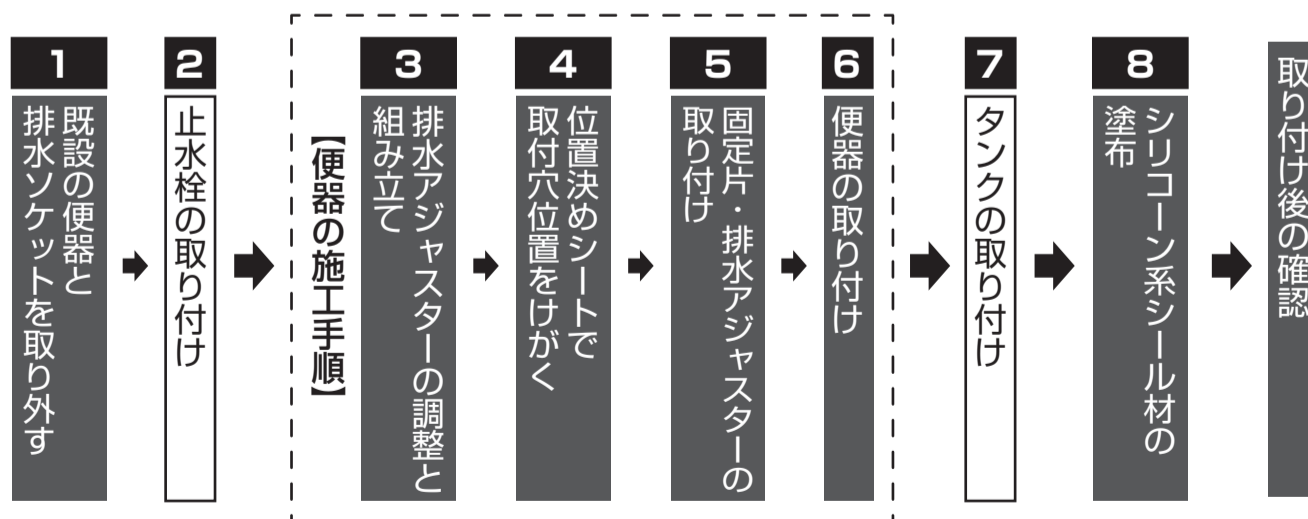 1
既設の便器と
排水ソケットを取り外す
2
止水栓の取り付け
【便器の施工手順】
3
排水アジャスターの調整と
組み立て
4
位置決めシートで
取付穴位置をけがく
5
固定片・排水アジャスターの
取り付け
6
便器の取り付け
7
タンクの取り付け
8
シリコーン系シール材の
塗布
取り付け後の確認